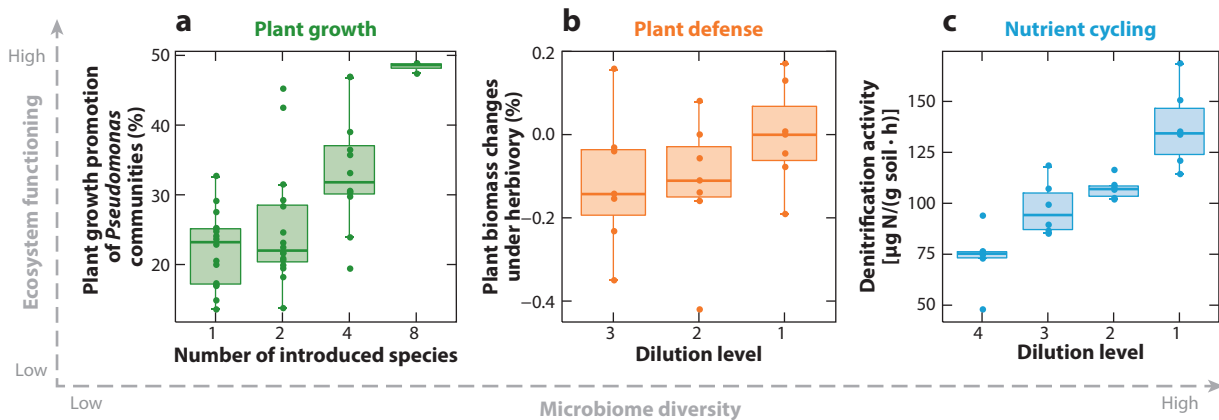 High
Ecosystem functioning
Low
a
Plant growth
Plant growth promotion
of Pseudomonas
communities (%)
50
40
30
20
1
2
4
8
Number of introduced species
b
Plant defense
Plant biomass changes
under herbivory (%)
0.2
0.0
−0.2
−0.4
3
2
1
Dilution level
c
Nutrient cycling
Denitrification activity
[µg N/(g soil · h)]
150
125
100
75
50
4
3
2
1
Dilution level
Low
Microbiome diversity
High